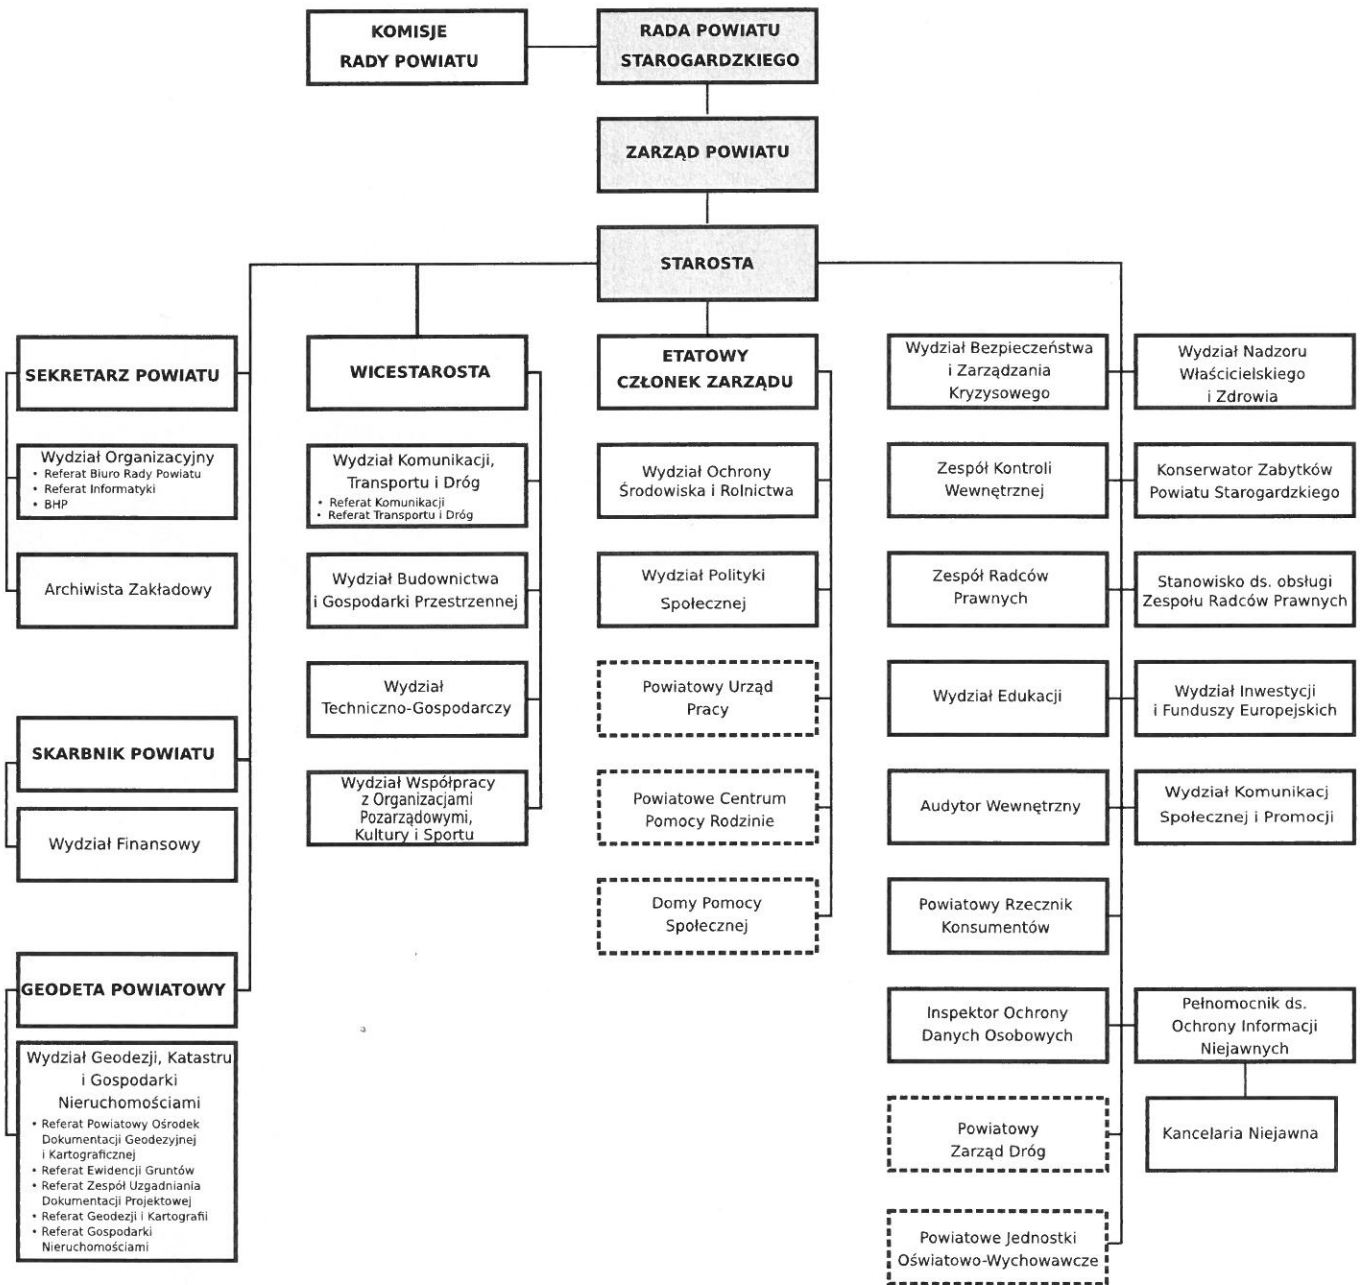 KOMISJE
RADY POWIATU
RADA POWIATU
STAROGARDZKIEGO
ZARZĄD POWIATU
STAROSTA
SEKRETARZ POWIATU
Wydział Organizacyjny
• Referat Biuro Rady Powiatu
• Referat Informatyki
• BHP
Archiwista Zakładowy
SKARBNIK POWIATU
Wydział Finansowy
GEODETA POWIATOWY
Wydział Geodezji, Katastru
i Gospodarki
Nieruchomościami
• Referat Powiatowy Ośrodek
Dokumentacji Geodezyjnej
i Kartograficznej
• Referat Ewidencji Gruntów
• Referat Zespół Uzgadniania
Dokumentacji Projektowej
• Referat Geodezji i Kartografii
• Referat Gospodarki
Nieruchomościami
WICESTAROSTA
Wydział Komunikacji,
Transportu i Dróg
• Referat Komunikacji
• Referat Transportu i Dróg
Wydział Budownictwa
i Gospodarki Przestrzennej
Wydział
Techniczno-Gospodarczy
Wydział Współpracy
z Organizacjami
Pozarządowymi,
Kultury i Sportu
ETATOWY
CZŁONEK ZARZĄDU
Wydział Ochrony
Środowiska i Rolnictwa
Wydział Polityki
Społecznej
Powiatowy Urząd
Pracy
Powiatowe Centrum
Pomocy Rodzinie
Domy Pomocy
Społecznej
Wydział Bezpieczeństwa
i Zarządzania
Kryzysowego
Zespół Kontroli
Wewnętrznej
Zespół Radców
Prawnych
Wydział Edukacji
Audytor Wewnętrzny
Powiatowy Rzecznik
Konsumentów
Inspektor Ochrony
Danych Osobowych
Powiatowy
Zarząd Dróg
Powiatowe Jednostki
Oświatowo-Wychowawcze
Wydział Nadzoru
Właścicielskiego
i Zdrowia
Konserwator Zabytków
Powiatu Starogardzkiego
Stanowisko ds. obsługi
Zespołu Radców Prawnych
Wydział Inwestycji
i Funduszy Europejskich
Wydział Komunikacj
Społecznej i Promocji
Pełnomocnik ds.
Ochrony Informacji
Niejawnych
Kancelaria Niejawna